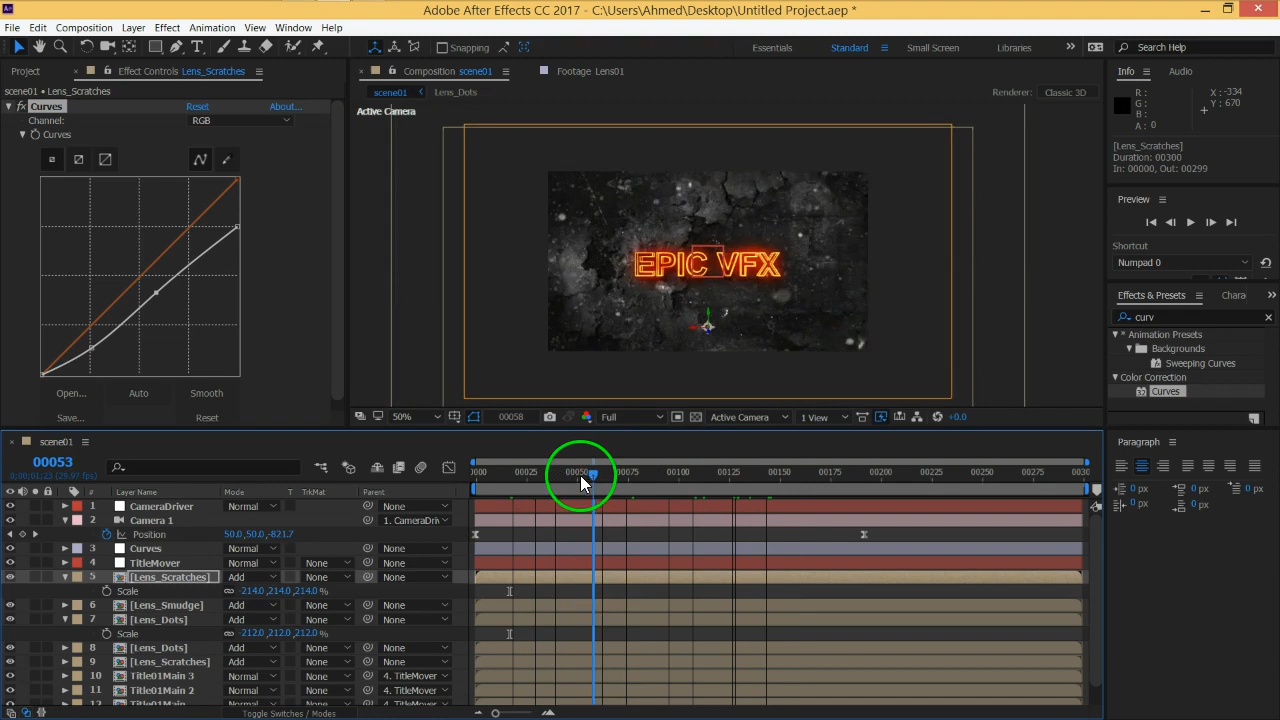 Adobe After Effects CC 2017 - C:\Users\Ahmed\Desktop\Untitled Project.aep *
File Edit Composition Layer Effect Animation View Window Help
Snapping Essentials Standard Small Screen Libraries Search Help
Project Effect Controls Lens_Scratches Composition scene01 Footage Lens01 Info Audio
scene01 • Lens_Scratches scene01 Lens_Dots Renderer: Classic 3D
fx Curves Reset About... Active Camera
Channel: RGB
Curves
R : X : -334
G : Y : 670
B :
A : 0
[Lens_Scratches]
Duration: 00300
In: 00000, Out: 00299
Preview
Shortcut
Numpad 0
Effects & Presets Chara
curv
* Animation Presets
Backgrounds
Sweeping Curves
Color Correction
Curves
EPIC VFX
Open... Auto Smooth
Save... Reset
50% 00058 Full Active Camera 1 View +0.0
scene01
00053
0:00:01:23 (29.97 fps)
0000 00025 00050 00075 00100 00125 00150 00175 00200 00225 00250 00275 0030
# Layer Name Mode T TrkMat Parent
1 CameraDriver Normal None
2 Camera 1 1. CameraDriv
Position 50.0,50.0,-821.7
3 Curves Normal None
4 TitleMover Normal None None
5 [Lens_Scratches] Add None None
Scale -214.0,214.0,214.0%
6 [Lens_Smudge] Add None None
7 [Lens_Dots] Add None None
Scale -212.0,212.0,212.0%
8 [Lens_Dots] Add None None
9 [Lens_Scratches] Add None None
10 Title01Main 3 Normal None 4. TitleMover
11 Title01Main 2 Normal None 4. TitleMover
12 Title01Main Normal None 4. TitleMover
Toggle Switches / Modes
Paragraph
0 px 0 px 0 px
0 px 0 px